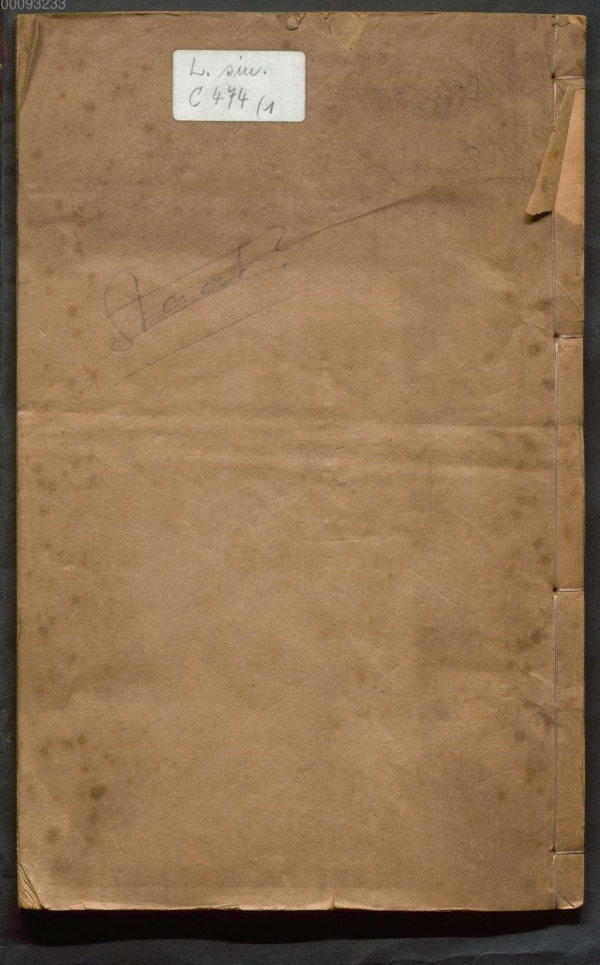 00093233
L. sin.
C 474 (1
Staat?